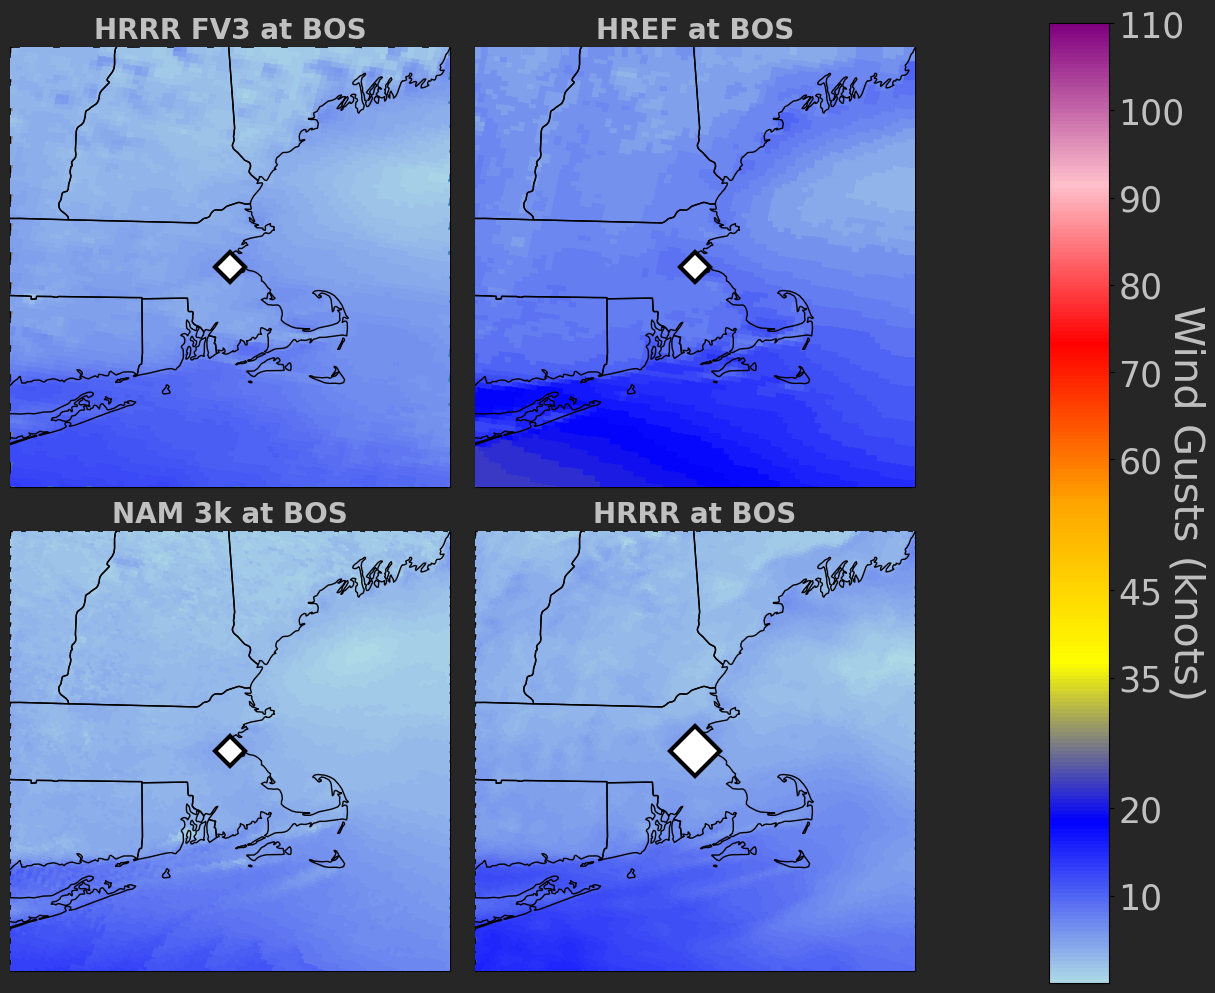 HRRR FV3 at BOS
HREF at BOS
NAM 3k at BOS
HRRR at BOS
110
100
90
80
70
60
45
35
20
10
Wind Gusts (knots)